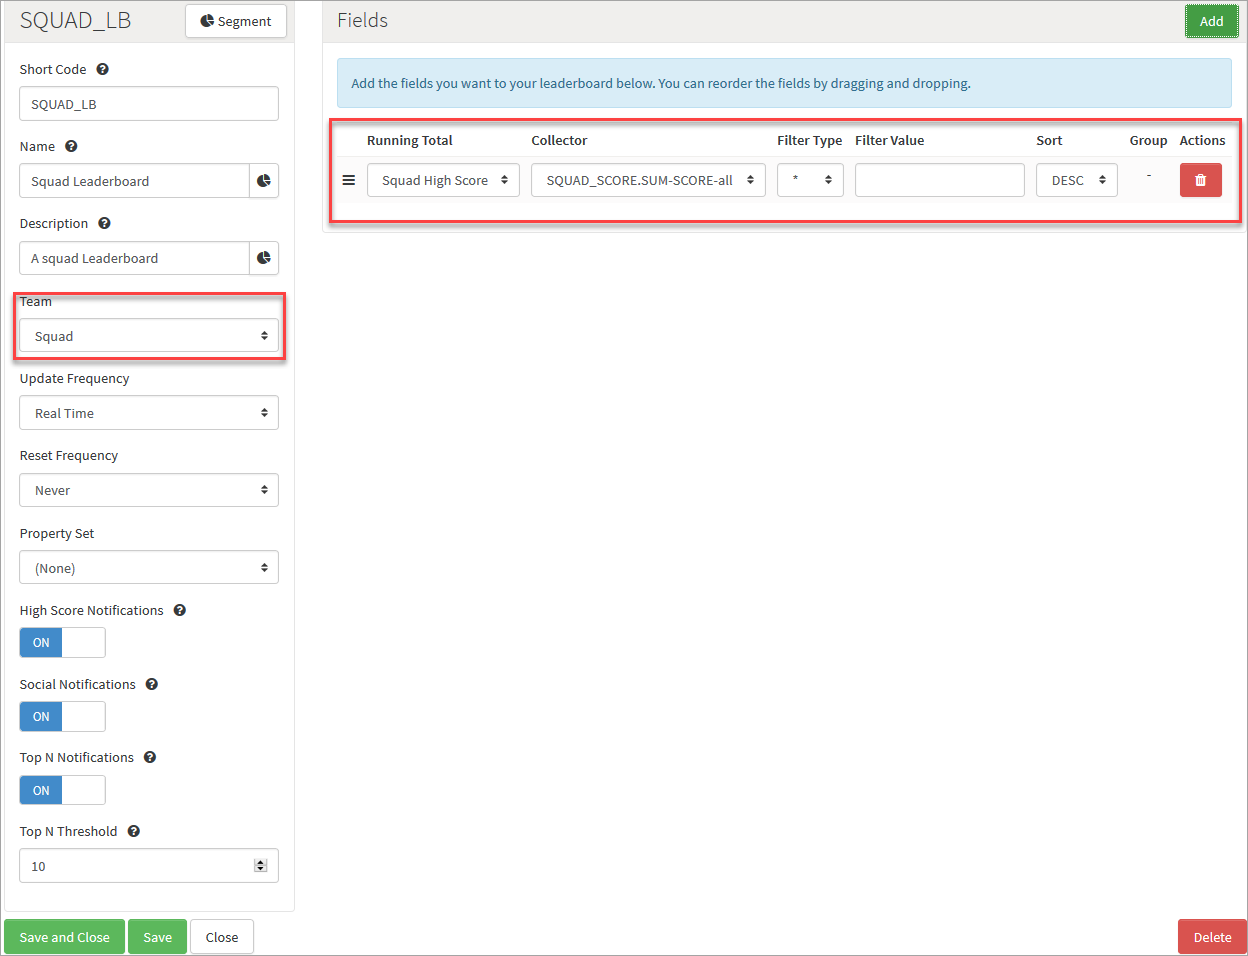 SQUAD_LB
Segment
Short Code
SQUAD_LB
Name
Squad Leaderboard
Description
A squad Leaderboard
Team
Squad
Update Frequency
Real Time
Reset Frequency
Never
Property Set
(None)
High Score Notifications
ON
Social Notifications
ON
Top N Notifications
ON
Top N Threshold
10
Fields
Add
Add the fields you want to your leaderboard below. You can reorder the fields by dragging and dropping.
Running Total Collector Filter Type Filter Value Sort Group Actions
Squad High Score SQUAD_SCORE.SUM-SCORE-all * DESC -
Save and Close Save Close Delete